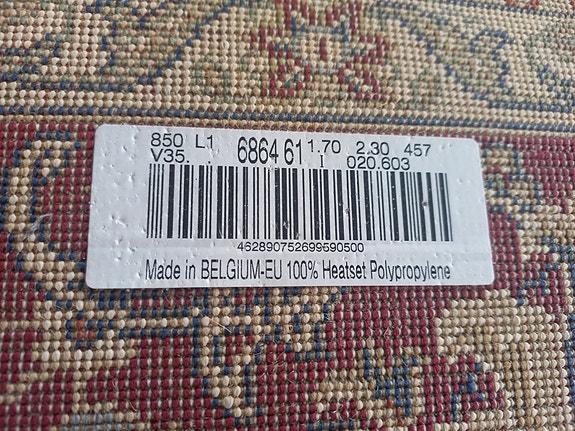 850 L1 6864 61 1.70 2.30 457
V35. . I 020.603
462890752699590500
Made in BELGIUM-EU 100% Heatset Polypropylene